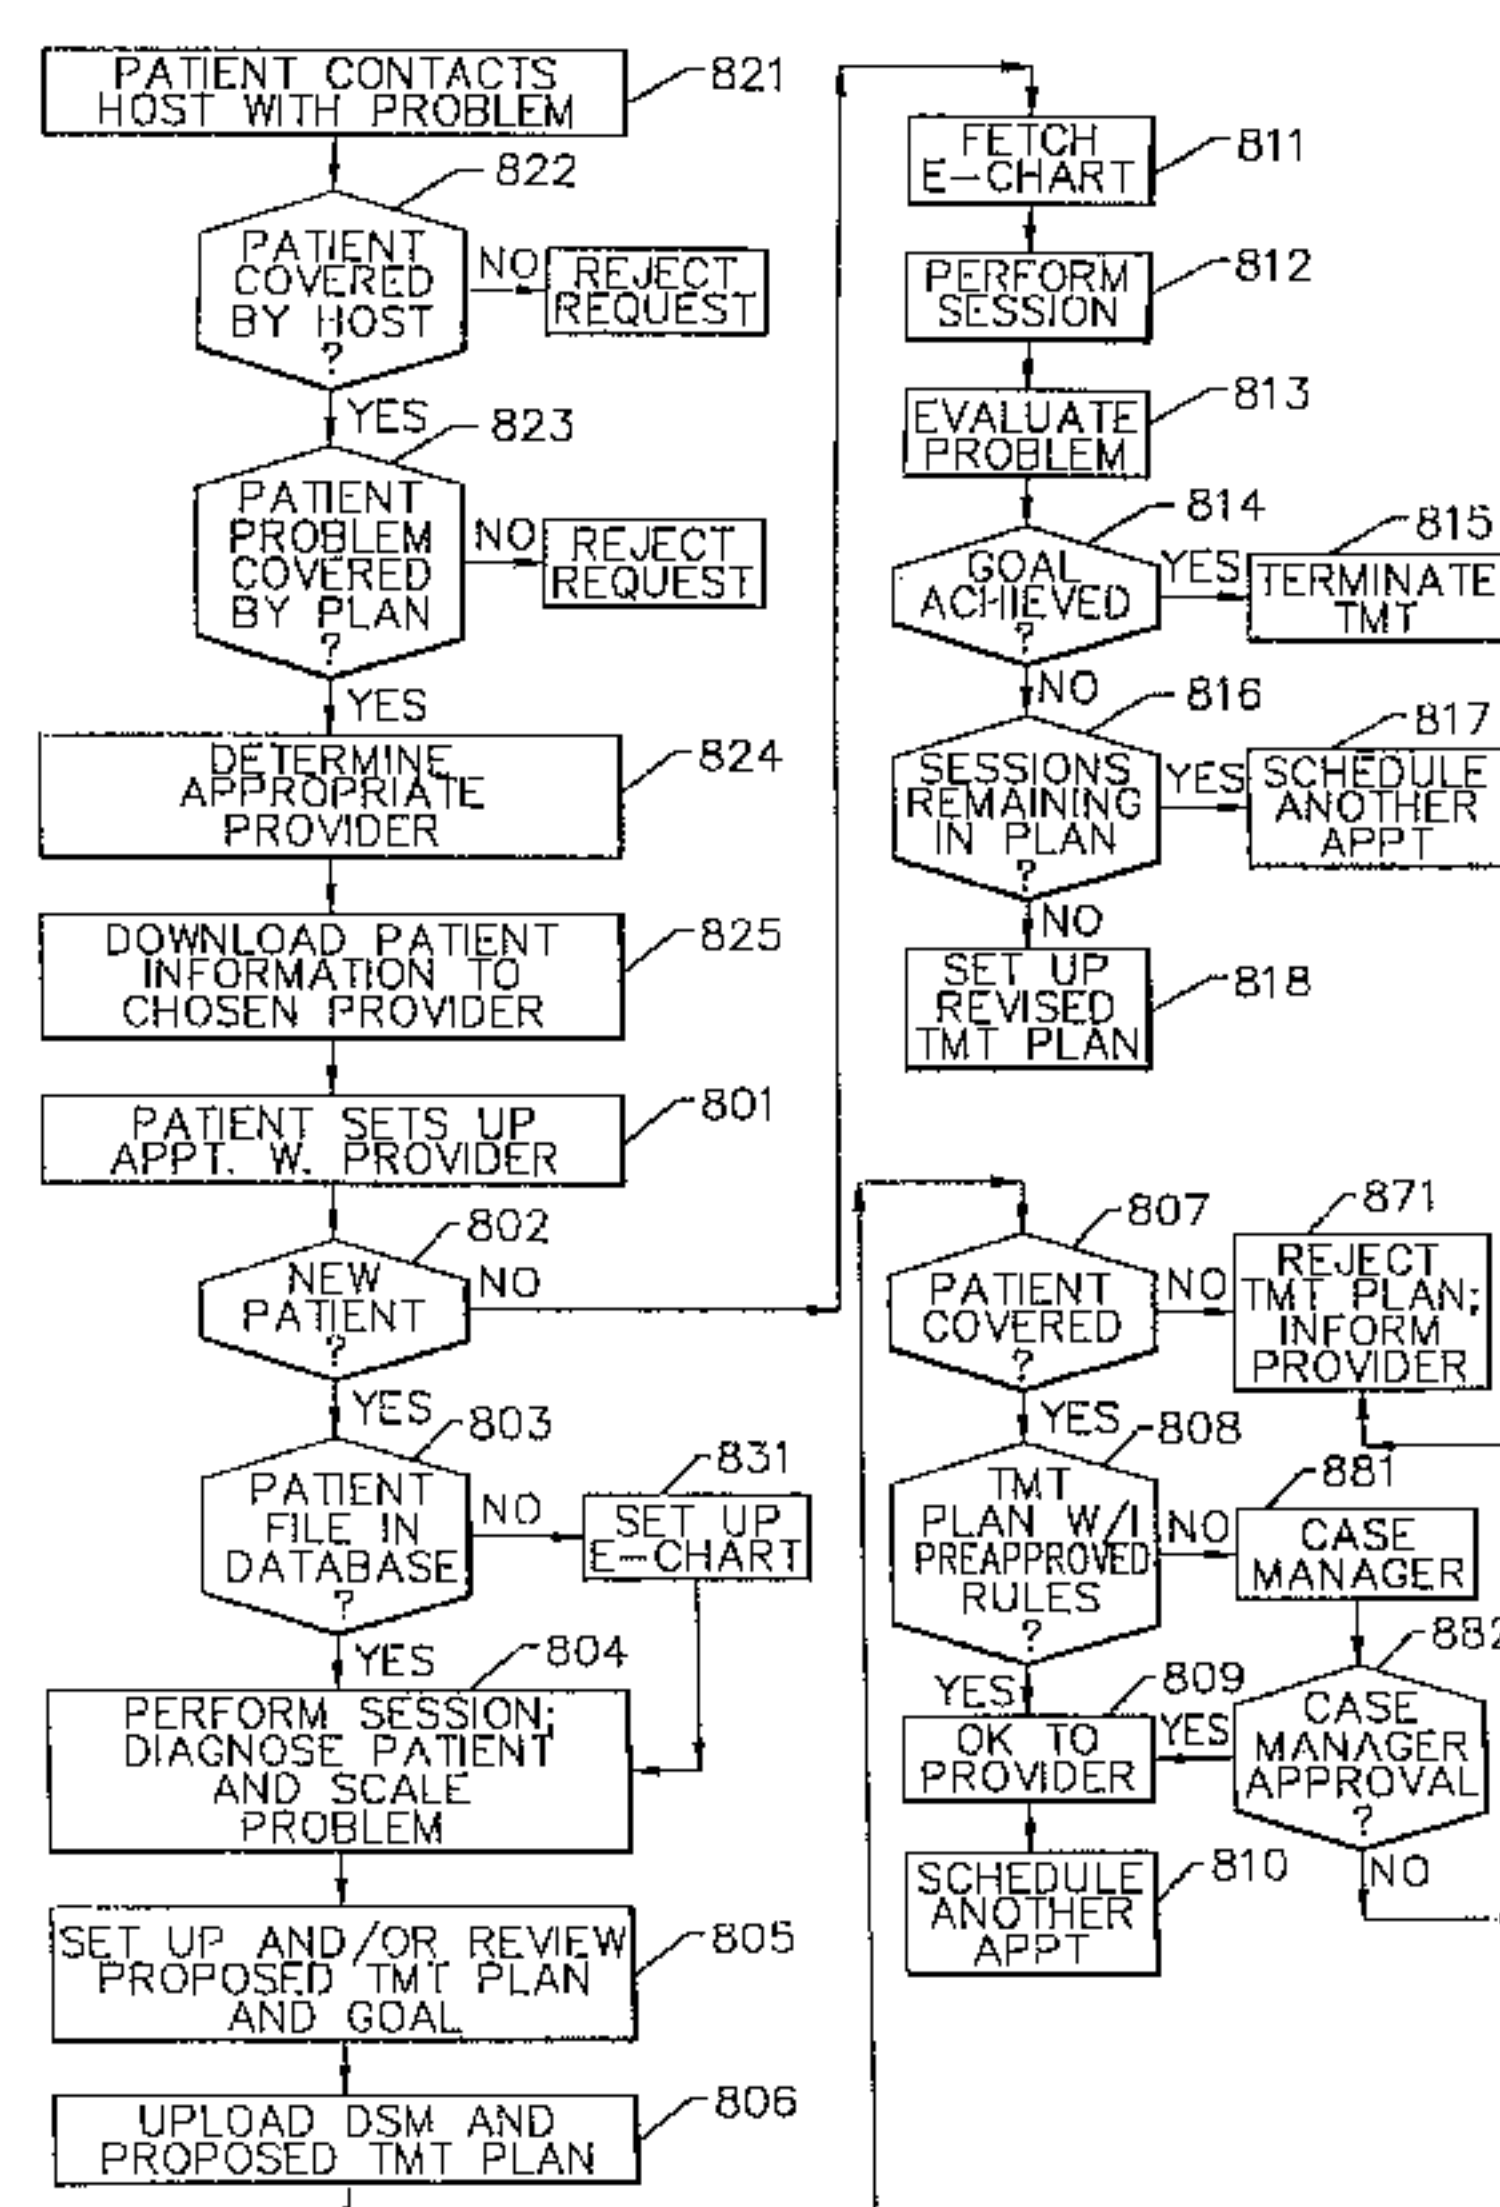 PATIENT CONTACTS
HOST WITH PROBLEM
821
822
PATIENT
COVERED
BY HOST
?
NO
REJECT
REQUEST
YES
823
PATIENT
PROBLEM
COVERED
BY PLAN
?
NO
REJECT
REQUEST
YES
DETERMINE
APPROPRIATE
PROVIDER
824
DOWNLOAD PATIENT
INFORMATION TO
CHOSEN PROVIDER
825
PATIENT SETS UP
APPT. W. PROVIDER
801
802
NEW
PATIENT
?
NO
YES
803
PATIENT
FILE IN
DATABASE
?
NO
831
SET UP
E-CHART
YES
804
PERFORM SESSION;
DIAGNOSE PATIENT
AND SCALE
PROBLEM
SET UP AND/OR REVIEW
PROPOSED TMT PLAN
AND GOAL
805
UPLOAD DSM AND
PROPOSED TMT PLAN
806
FETCH
E-CHART
811
PERFORM
SESSION
812
EVALUATE
PROBLEM
813
814
GOAL
ACHIEVED
?
YES
815
TERMINATE
TMT
NO
816
SESSIONS
REMAINING
IN PLAN
?
YES
817
SCHEDULE
ANOTHER
APPT
NO
SET UP
REVISED
TMT PLAN
818
807
PATIENT
COVERED
?
NO
871
REJECT
TMT PLAN;
INFORM
PROVIDER
YES
808
TMT
PLAN W/I
PREAPPROVED
RULES
?
NO
881
CASE
MANAGER
882
CASE
MANAGER
APPROVAL
?
YES
NO
YES
809
OK TO
PROVIDER
SCHEDULE
ANOTHER
APPT
810